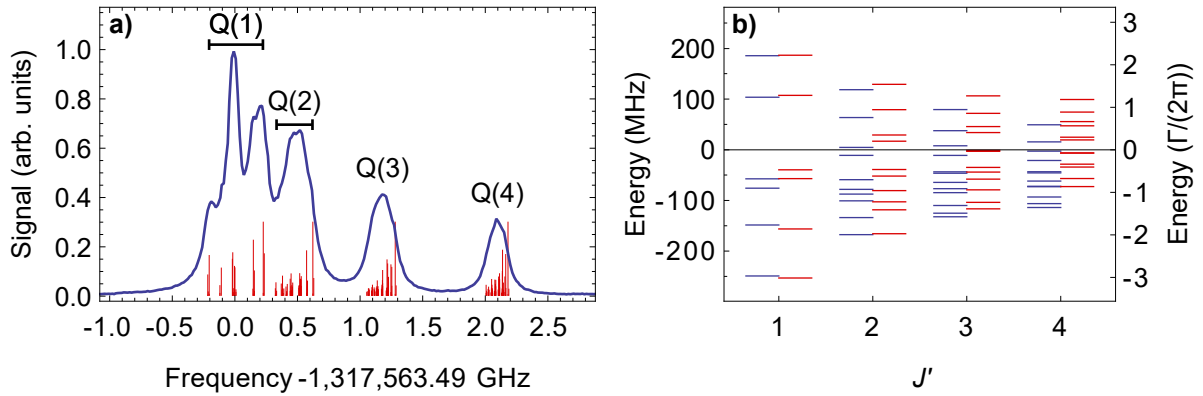 a)
Q(1)
Q(2)
Q(3)
Q(4)
Signal (arb. units)
1.0
0.8
0.6
0.4
0.2
0.0
-1.0 -0.5 0.0 0.5 1.0 1.5 2.0 2.5
Frequency -1,317,563.49 GHz
b)
Energy (MHz)
200
100
0
-100
-200
3
2
1
0
-1
-2
-3
Energy (Γ/(2π))
1 2 3 4
J′